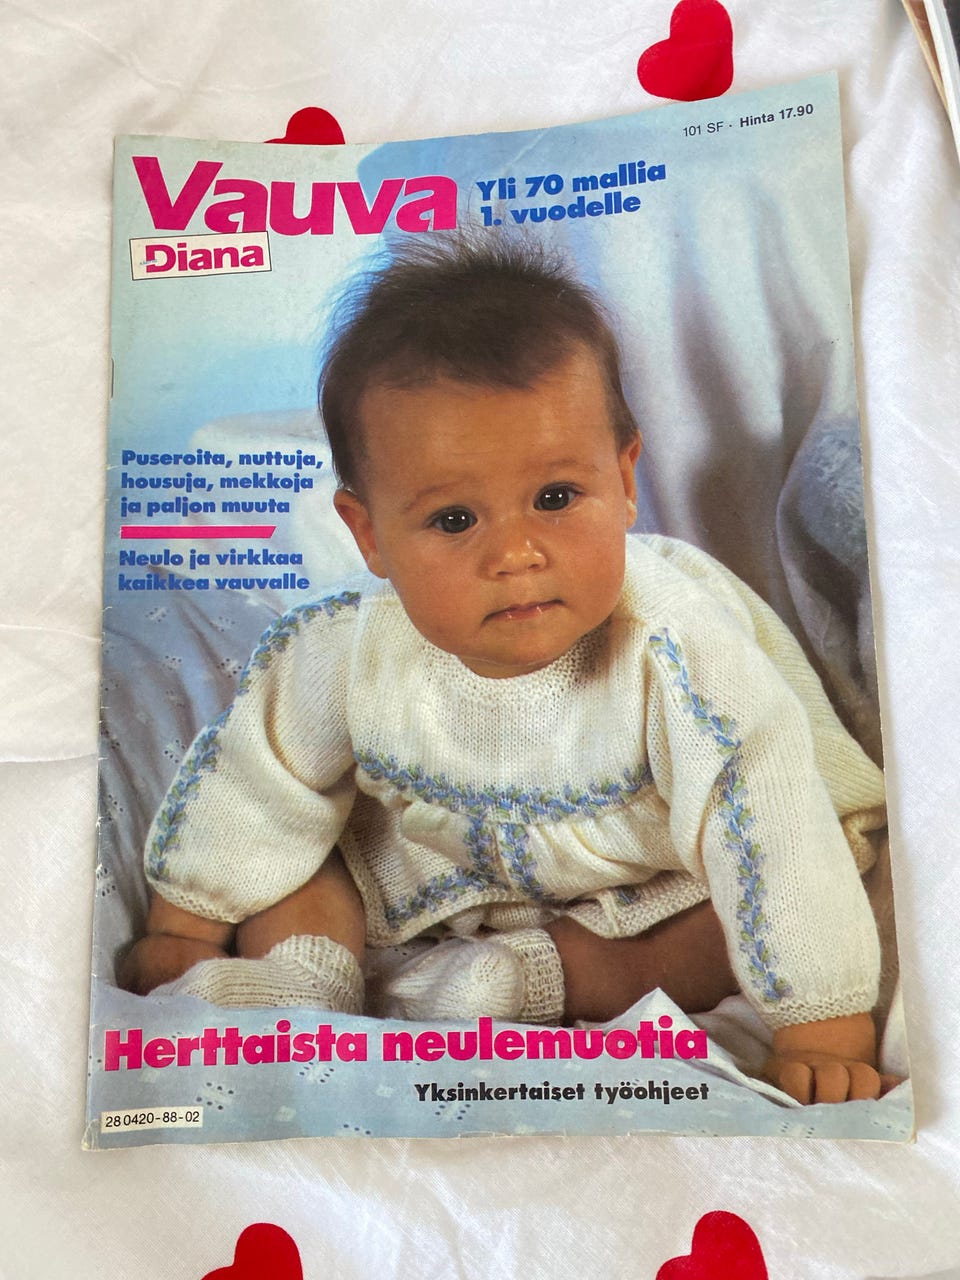 101 SF · Hinta 17.90
Vauva
Diana
Yli 70 mallia
1. vuodelle
Puseroita, nuttuja,
housuja, mekkoja
ja paljon muuta
Neulo ja virkkaa
kaikkea vauvalle
Herttaista neulemuotia
Yksinkertaiset työohjeet
28 0420-88-02